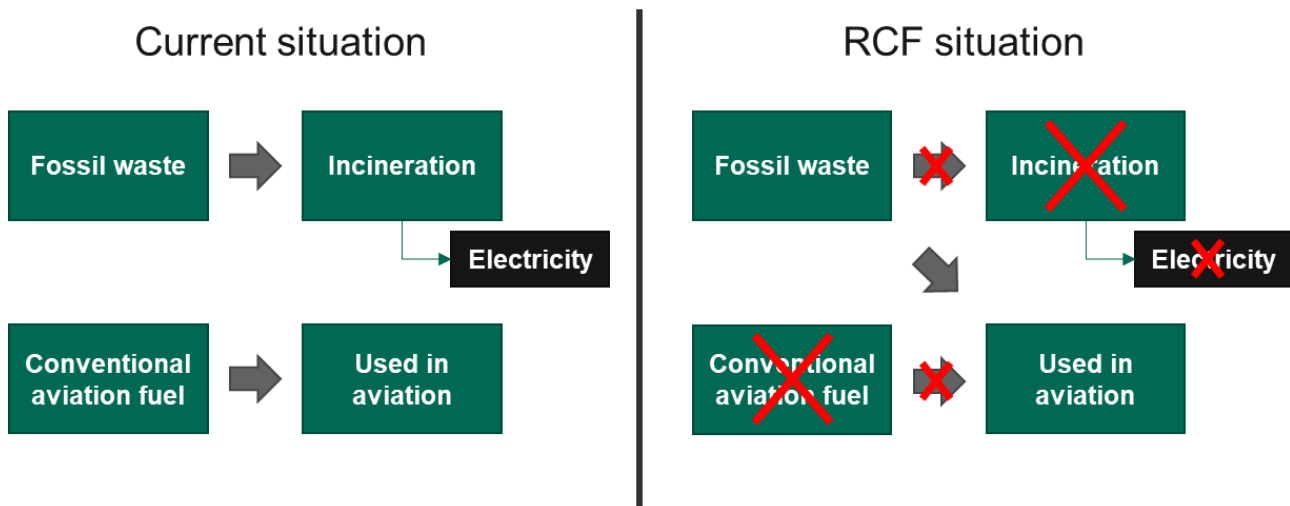 Current situation
Fossil waste
Incineration
Electricity
Conventional
aviation fuel
Used in
aviation
RCF situation
Fossil waste
Incineration
Electricity
Conventional
aviation fuel
Used in
aviation